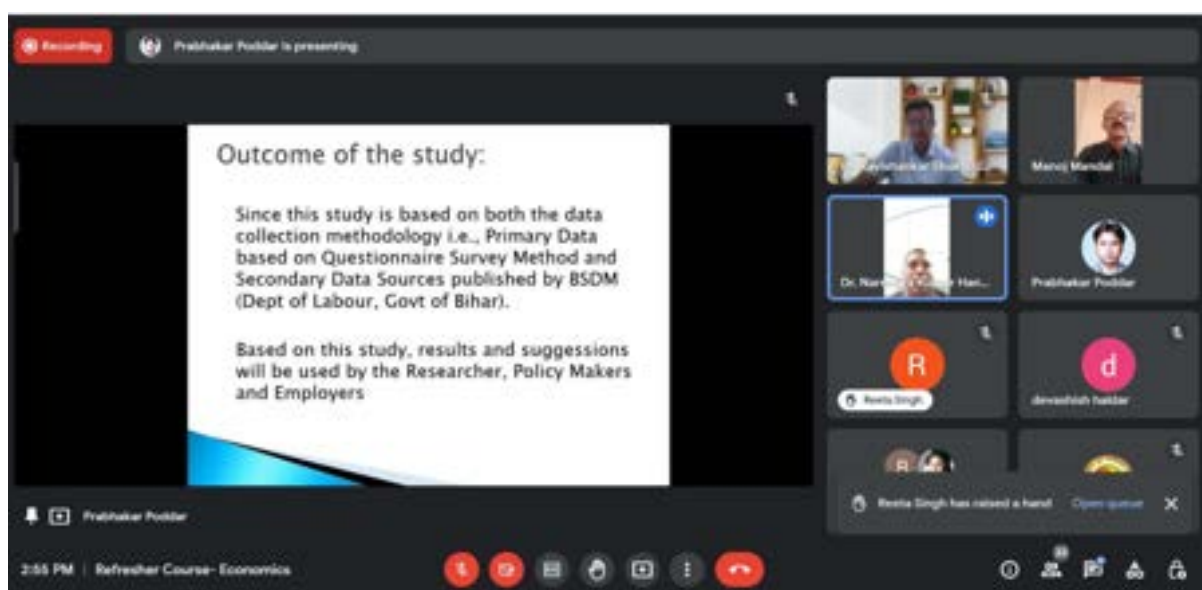 Recording
Prabhakar Poddar is presenting
Outcome of the study:
Since this study is based on both the data
collection methodology i.e., Primary Data
based on Questionnaire Survey Method and
Secondary Data Sources published by BSDM
(Dept of Labour, Govt of Bihar).
Based on this study, results and suggessions
will be used by the Researcher, Policy Makers
and Employers
Manoj Mandal
Dr. Nar
Han...
Prabhakar Poddar
R
Reeta Singh
d
devashish haldar
Reeta Singh has raised a hand
Open queue
Prabhakar Poddar
2:55 PM | Refresher Course- Economics